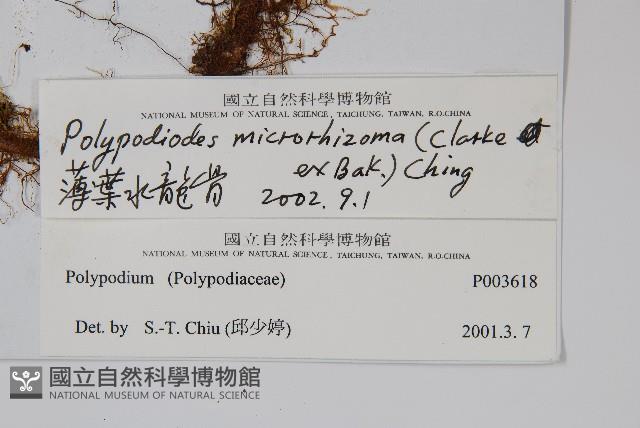 國立自然科學博物館
NATIONAL MUSEUM OF NATURAL SCIENCE, TAICHUNG, TAIWAN, R.O.CHINA
Polypodiodes microrhizoma (Clarke
ex Bak.) Ching
薄葉水龍骨 2002.9.1
國立自然科學博物館
NATIONAL MUSEUM OF NATURAL SCIENCE, TAICHUNG, TAIWAN, R.O.CHINA
Polypodium (Polypodiaceae) P003618
Det. by S.-T. Chiu (邱少婷) 2001.3. 7
國立自然科學博物館
NATIONAL MUSEUM OF NATURAL SCIENCE